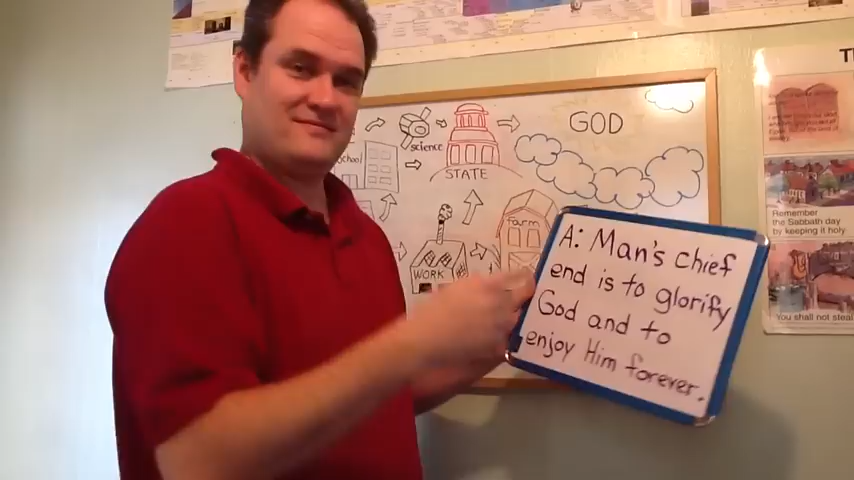 GOD
science
School
STATE
Farm
WORK
A: Man's chief
end is to glorify
God and to
enjoy Him forever.
Remember
the Sabbath day
by keeping it holy
You shall not steal